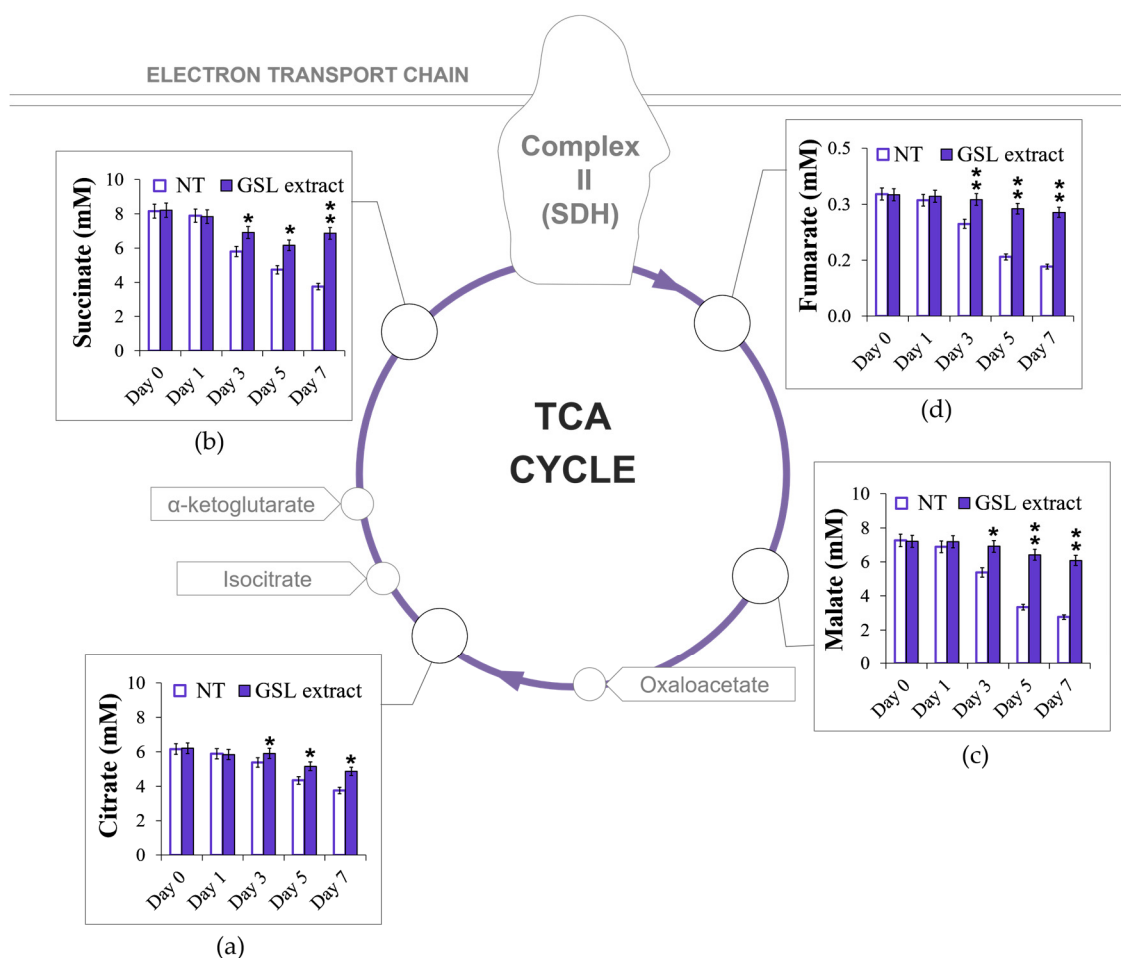 ELECTRON TRANSPORT CHAIN
Complex
II
(SDH)
NT GSL extract
Succinate (mM)
10
8
6
4
2
0
* * **
Day 0 Day 1 Day 3 Day 5 Day 7
(b)
NT GSL extract
Fumarate (mM)
0.5
0.3
0.2
0.0
** ** **
Day 0 Day 1 Day 3 Day 5 Day 7
(d)
TCA
CYCLE
α-ketoglutarate
Isocitrate
Oxaloacetate
NT GSL extract
Malate (mM)
10
8
6
4
2
0
* ** **
Day 0 Day 1 Day 3 Day 5 Day 7
(c)
NT GSL extract
Citrate (mM)
10
8
6
4
2
0
* * *
Day 0 Day 1 Day 3 Day 5 Day 7
(a)